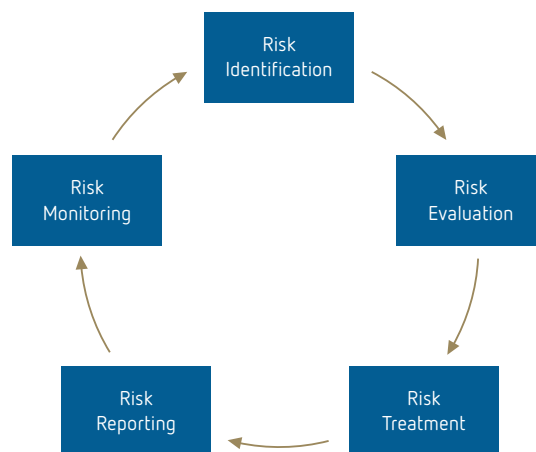 Risk
Identification
Risk
Evaluation
Risk
Treatment
Risk
Reporting
Risk
Monitoring